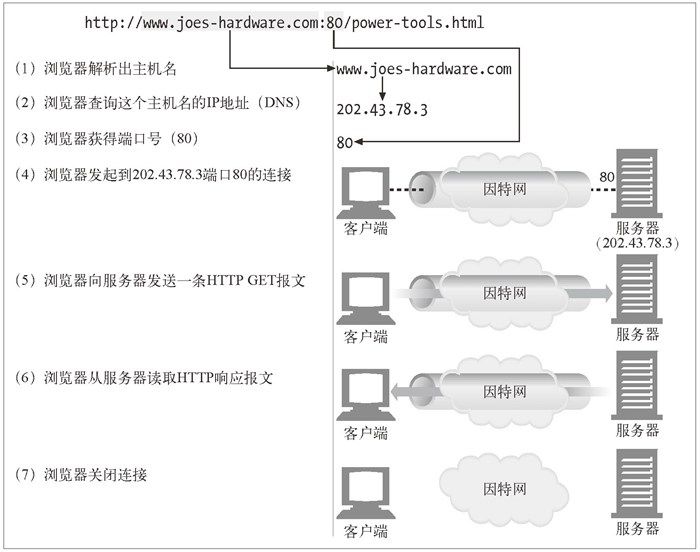 http://www.joes-hardware.com:80/power-tools.html
（1）浏览器解析出主机名
www.joes-hardware.com
（2）浏览器查询这个主机名的IP地址（DNS）
202.43.78.3
（3）浏览器获得端口号（80）
80
（4）浏览器发起到202.43.78.3端口80的连接
因特网
80
客户端
服务器
（202.43.78.3）
（5）浏览器向服务器发送一条HTTP GET报文
因特网
客户端
服务器
（6）浏览器从服务器读取HTTP响应报文
因特网
客户端
服务器
（7）浏览器关闭连接
因特网
客户端
服务器